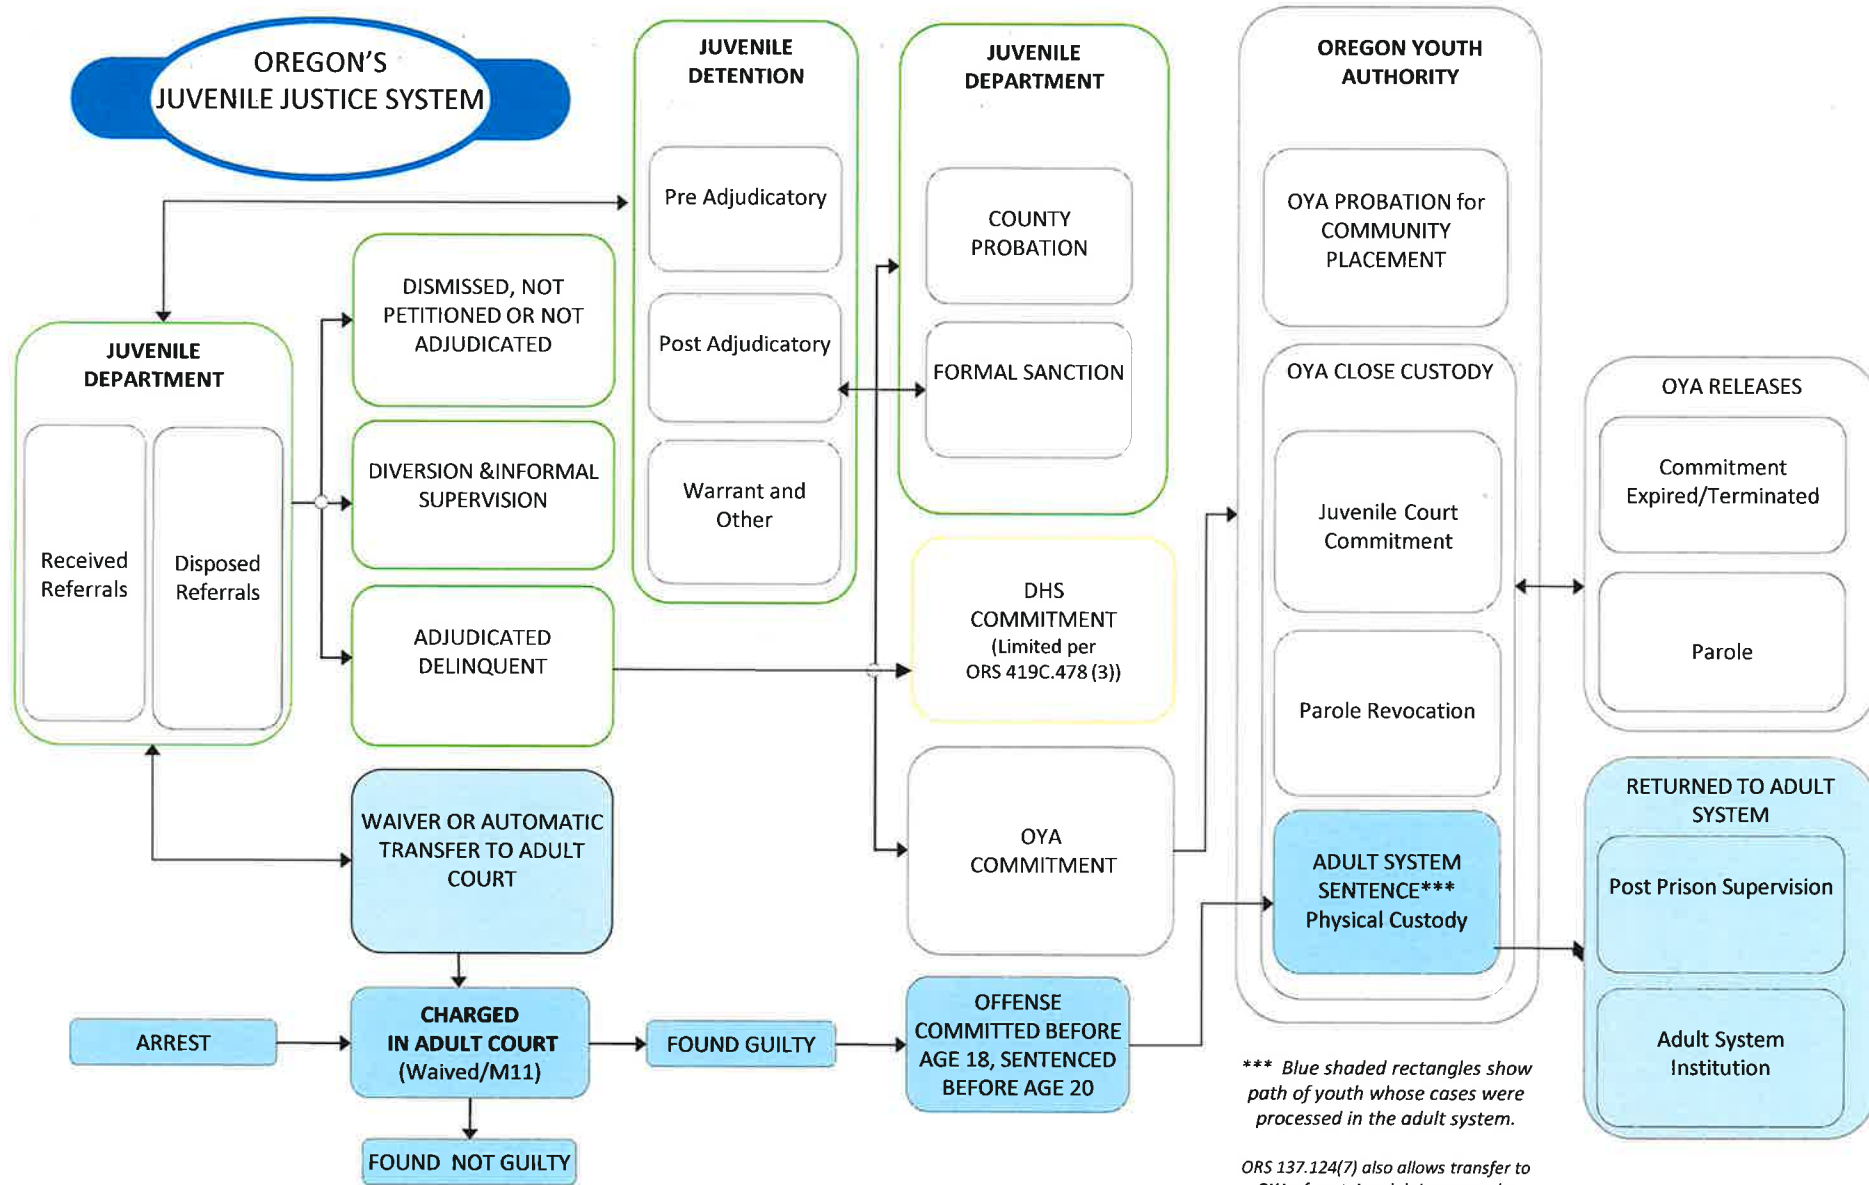 OREGON'S
JUVENILE JUSTICE SYSTEM
JUVENILE
DETENTION
Pre Adjudicatory
Post Adjudicatory
Warrant and
Other
JUVENILE
DEPARTMENT
COUNTY
PROBATION
FORMAL SANCTION
OREGON YOUTH
AUTHORITY
OYA PROBATION for
COMMUNITY
PLACEMENT
OYA CLOSE CUSTODY
Juvenile Court
Commitment
Parole Revocation
ADULT SYSTEM
SENTENCE***
Physical Custody
OYA RELEASES
Commitment
Expired/Terminated
Parole
RETURNED TO ADULT
SYSTEM
Post Prison Supervision
Adult System
Institution
JUVENILE
DEPARTMENT
Received
Referrals
Disposed
Referrals
DISMISSED, NOT
PETITIONED OR NOT
ADJUDICATED
DIVERSION &INFORMAL
SUPERVISION
ADJUDICATED
DELINQUENT
DHS
COMMITMENT
(Limited per
ORS 419C.478 (3))
OYA
COMMITMENT
WAIVER OR AUTOMATIC
TRANSFER TO ADULT
COURT
ARREST
CHARGED
IN ADULT COURT
(Waived/M11)
FOUND GUILTY
OFFENSE
COMMITTED BEFORE
AGE 18, SENTENCED
BEFORE AGE 20
FOUND NOT GUILTY
*** Blue shaded rectangles show
path of youth whose cases were
processed in the adult system.
ORS 137.124(7) also allows transfer to